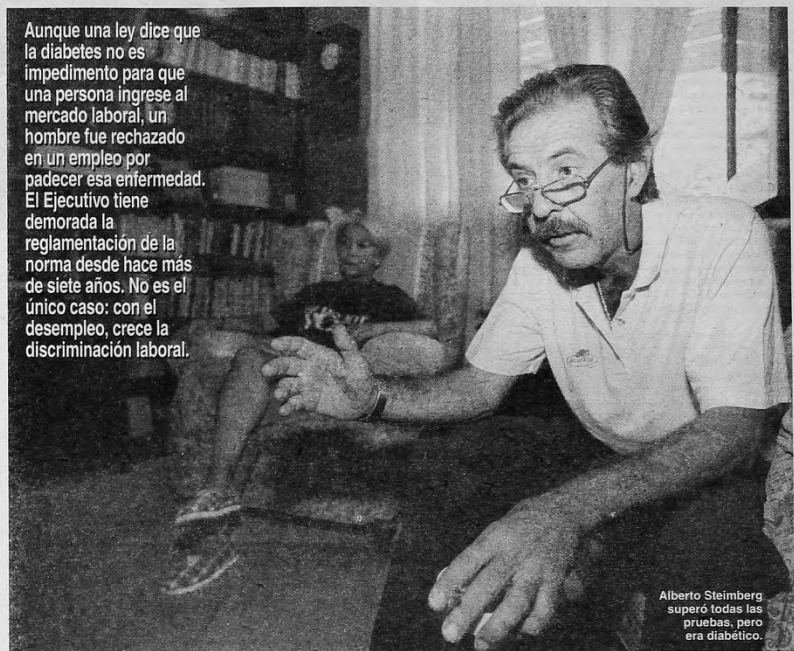 Aunque una ley dice que
la diabetes no es
impedimento para que
una persona ingrese al
mercado laboral, un
hombre fue rechazado
en un empleo por
padecer esa enfermedad.
El Ejecutivo tiene
demorada la
reglamentación de la
norma desde hace más
de siete años. No es el
único caso: con el
desempleo, crece la
discriminación laboral.
Alberto Steimberg
superó todas las
pruebas, pero
era diabético.